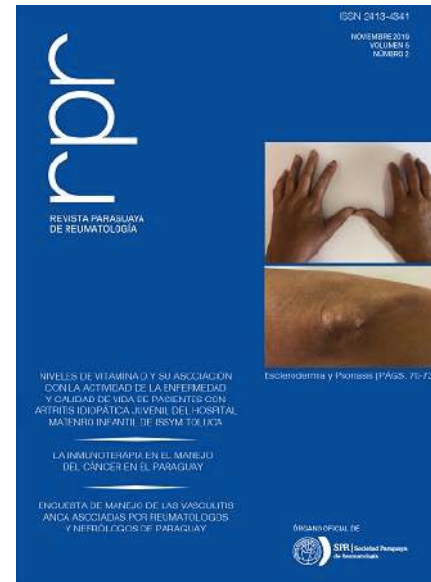 ISSN 2413-4341
NOVIEMBRE 2019
VOLUMEN 5
NÚMERO 2
rpr
REVISTA PARAGUAYA
DE REUMATOLOGÍA
Esclerodermia y Psoriasis (PÁGS. 70-73
NIVELES DE VITAMINA D Y SU ASOCIACIÓN
CON LA ACTIVIDAD DE LA ENFERMEDAD
Y CALIDAD DE VIDA DE PACIENTES CON
ARTRITIS IDIOPÁTICA JUVENIL DEL HOSPITAL
MATENRO INFANTIL DE ISSYM TOLUCA
LA INMUNOTERAPIA EN EL MANEJO
DEL CÁNCER EN EL PARAGUAY
ENCUESTA DE MANEJO DE LAS VASCULITIS
ANCA ASOCIADAS POR REUMATOLOGOS
Y NEFRÓLOGOS DE PARAGUAY
ÓRGANO OFICIAL DE
SPR | Sociedad Paraguaya
de Reumatología